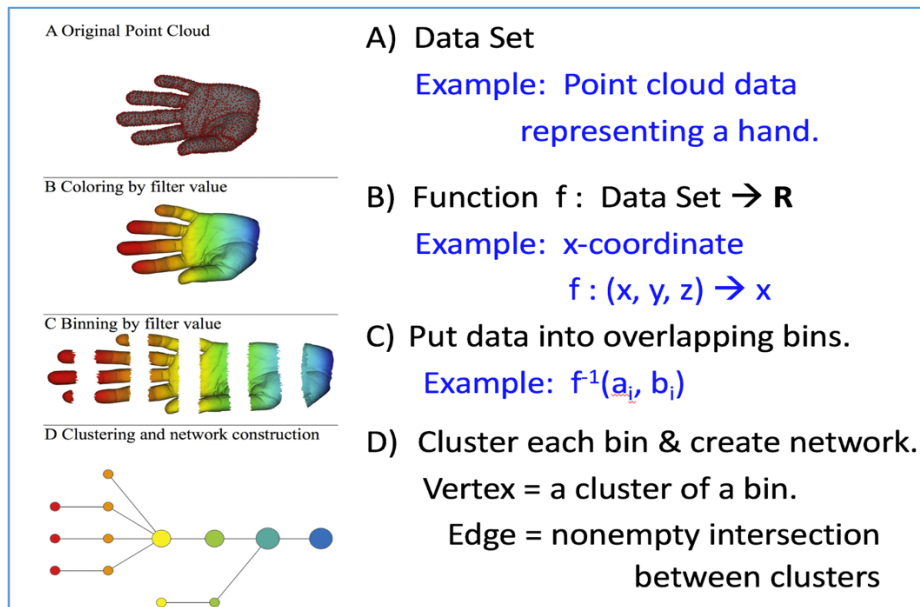 A Original Point Cloud
B Coloring by filter value
C Binning by filter value
D Clustering and network construction
A) Data Set
Example: Point cloud data
representing a hand.
B) Function f : Data Set → R
Example: x-coordinate
f : (x, y, z) → x
C) Put data into overlapping bins.
Example: f⁻¹(aᵢ, bᵢ)
D) Cluster each bin & create network.
Vertex = a cluster of a bin.
Edge = nonempty intersection
between clusters